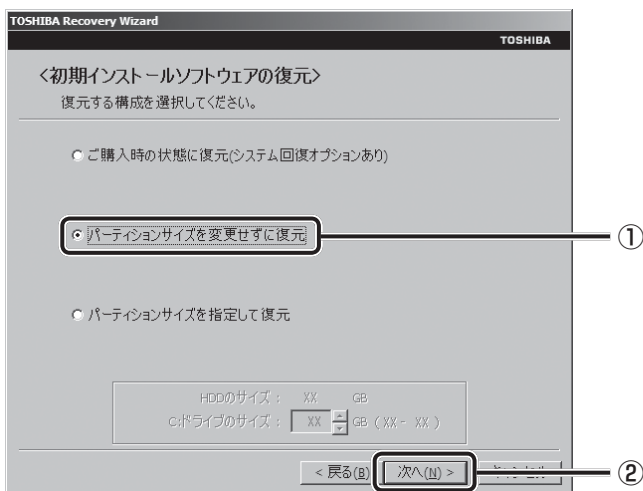 TOSHIBA Recovery Wizard
TOSHIBA
<初期インストールソフトウェアの復元>
復元する構成を選択してください。
ご購入時の状態に復元(システム回復オプションあり)
パーティションサイズを変更せずに復元
①
パーティションサイズを指定して復元
HDDのサイズ： XX GB
C:ドライブのサイズ： XX GB ( XX - XX )
< 戻る(B) 次へ(N) >
②